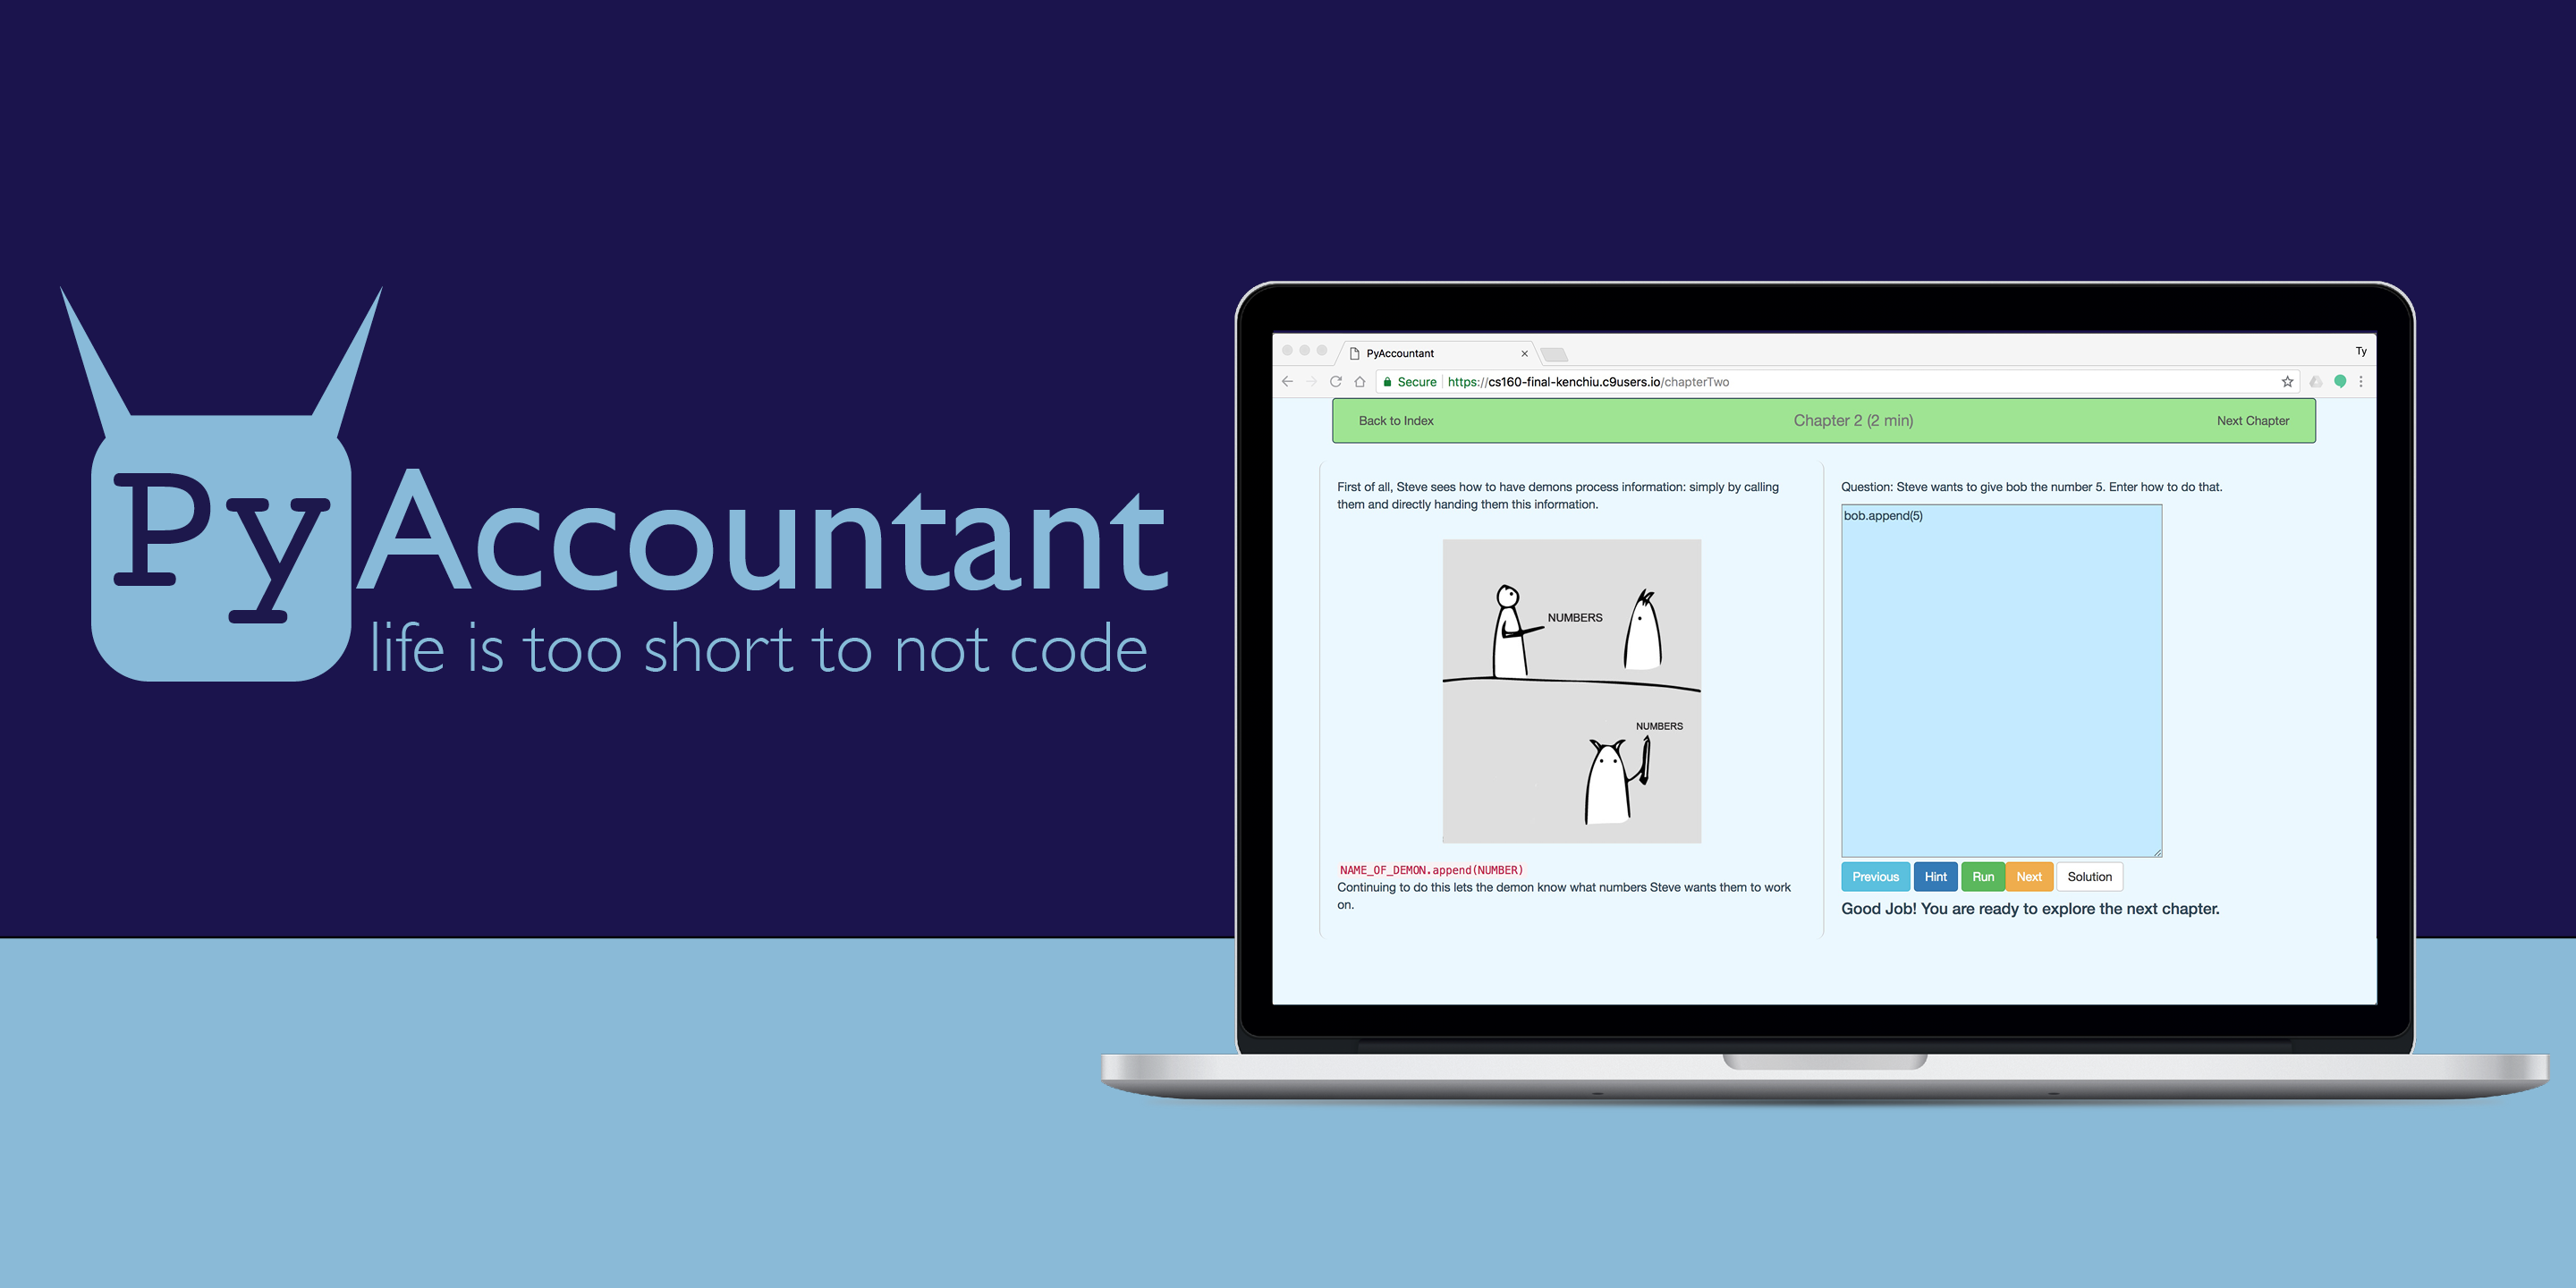 Py
Accountant
life is too short to not code
PyAccountant
Ty
Secure
https://cs160-final-kenchiu.c9users.io/chapterTwo
Back to Index
Chapter 2 (2 min)
Next Chapter
First of all, Steve sees how to have demons process information: simply by calling
them and directly handing them this information.
NUMBERS
NUMBERS
NAME_OF_DEMON.append(NUMBER)
Continuing to do this lets the demon know what numbers Steve wants them to work
on.
Question: Steve wants to give bob the number 5. Enter how to do that.
bob.append(5)
Previous
Hint
Run
Next
Solution
Good Job! You are ready to explore the next chapter.